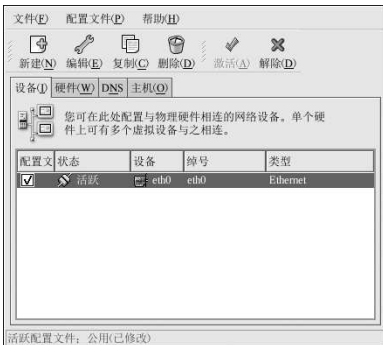 文件(F) 配置文件(P) 帮助(H)
新建(N) 编辑(E) 复制(C) 删除(D) 激活(A) 解除(D)
设备(I) 硬件(W) DNS 主机(O)
您可在此处配置与物理硬件相连的网络设备。单个硬
件上可有多个虚拟设备与之相连。
配置文 状态 设备 绰号 类型
活跃 eth0 eth0 Ethernet
活跃配置文件：公用(已修改)